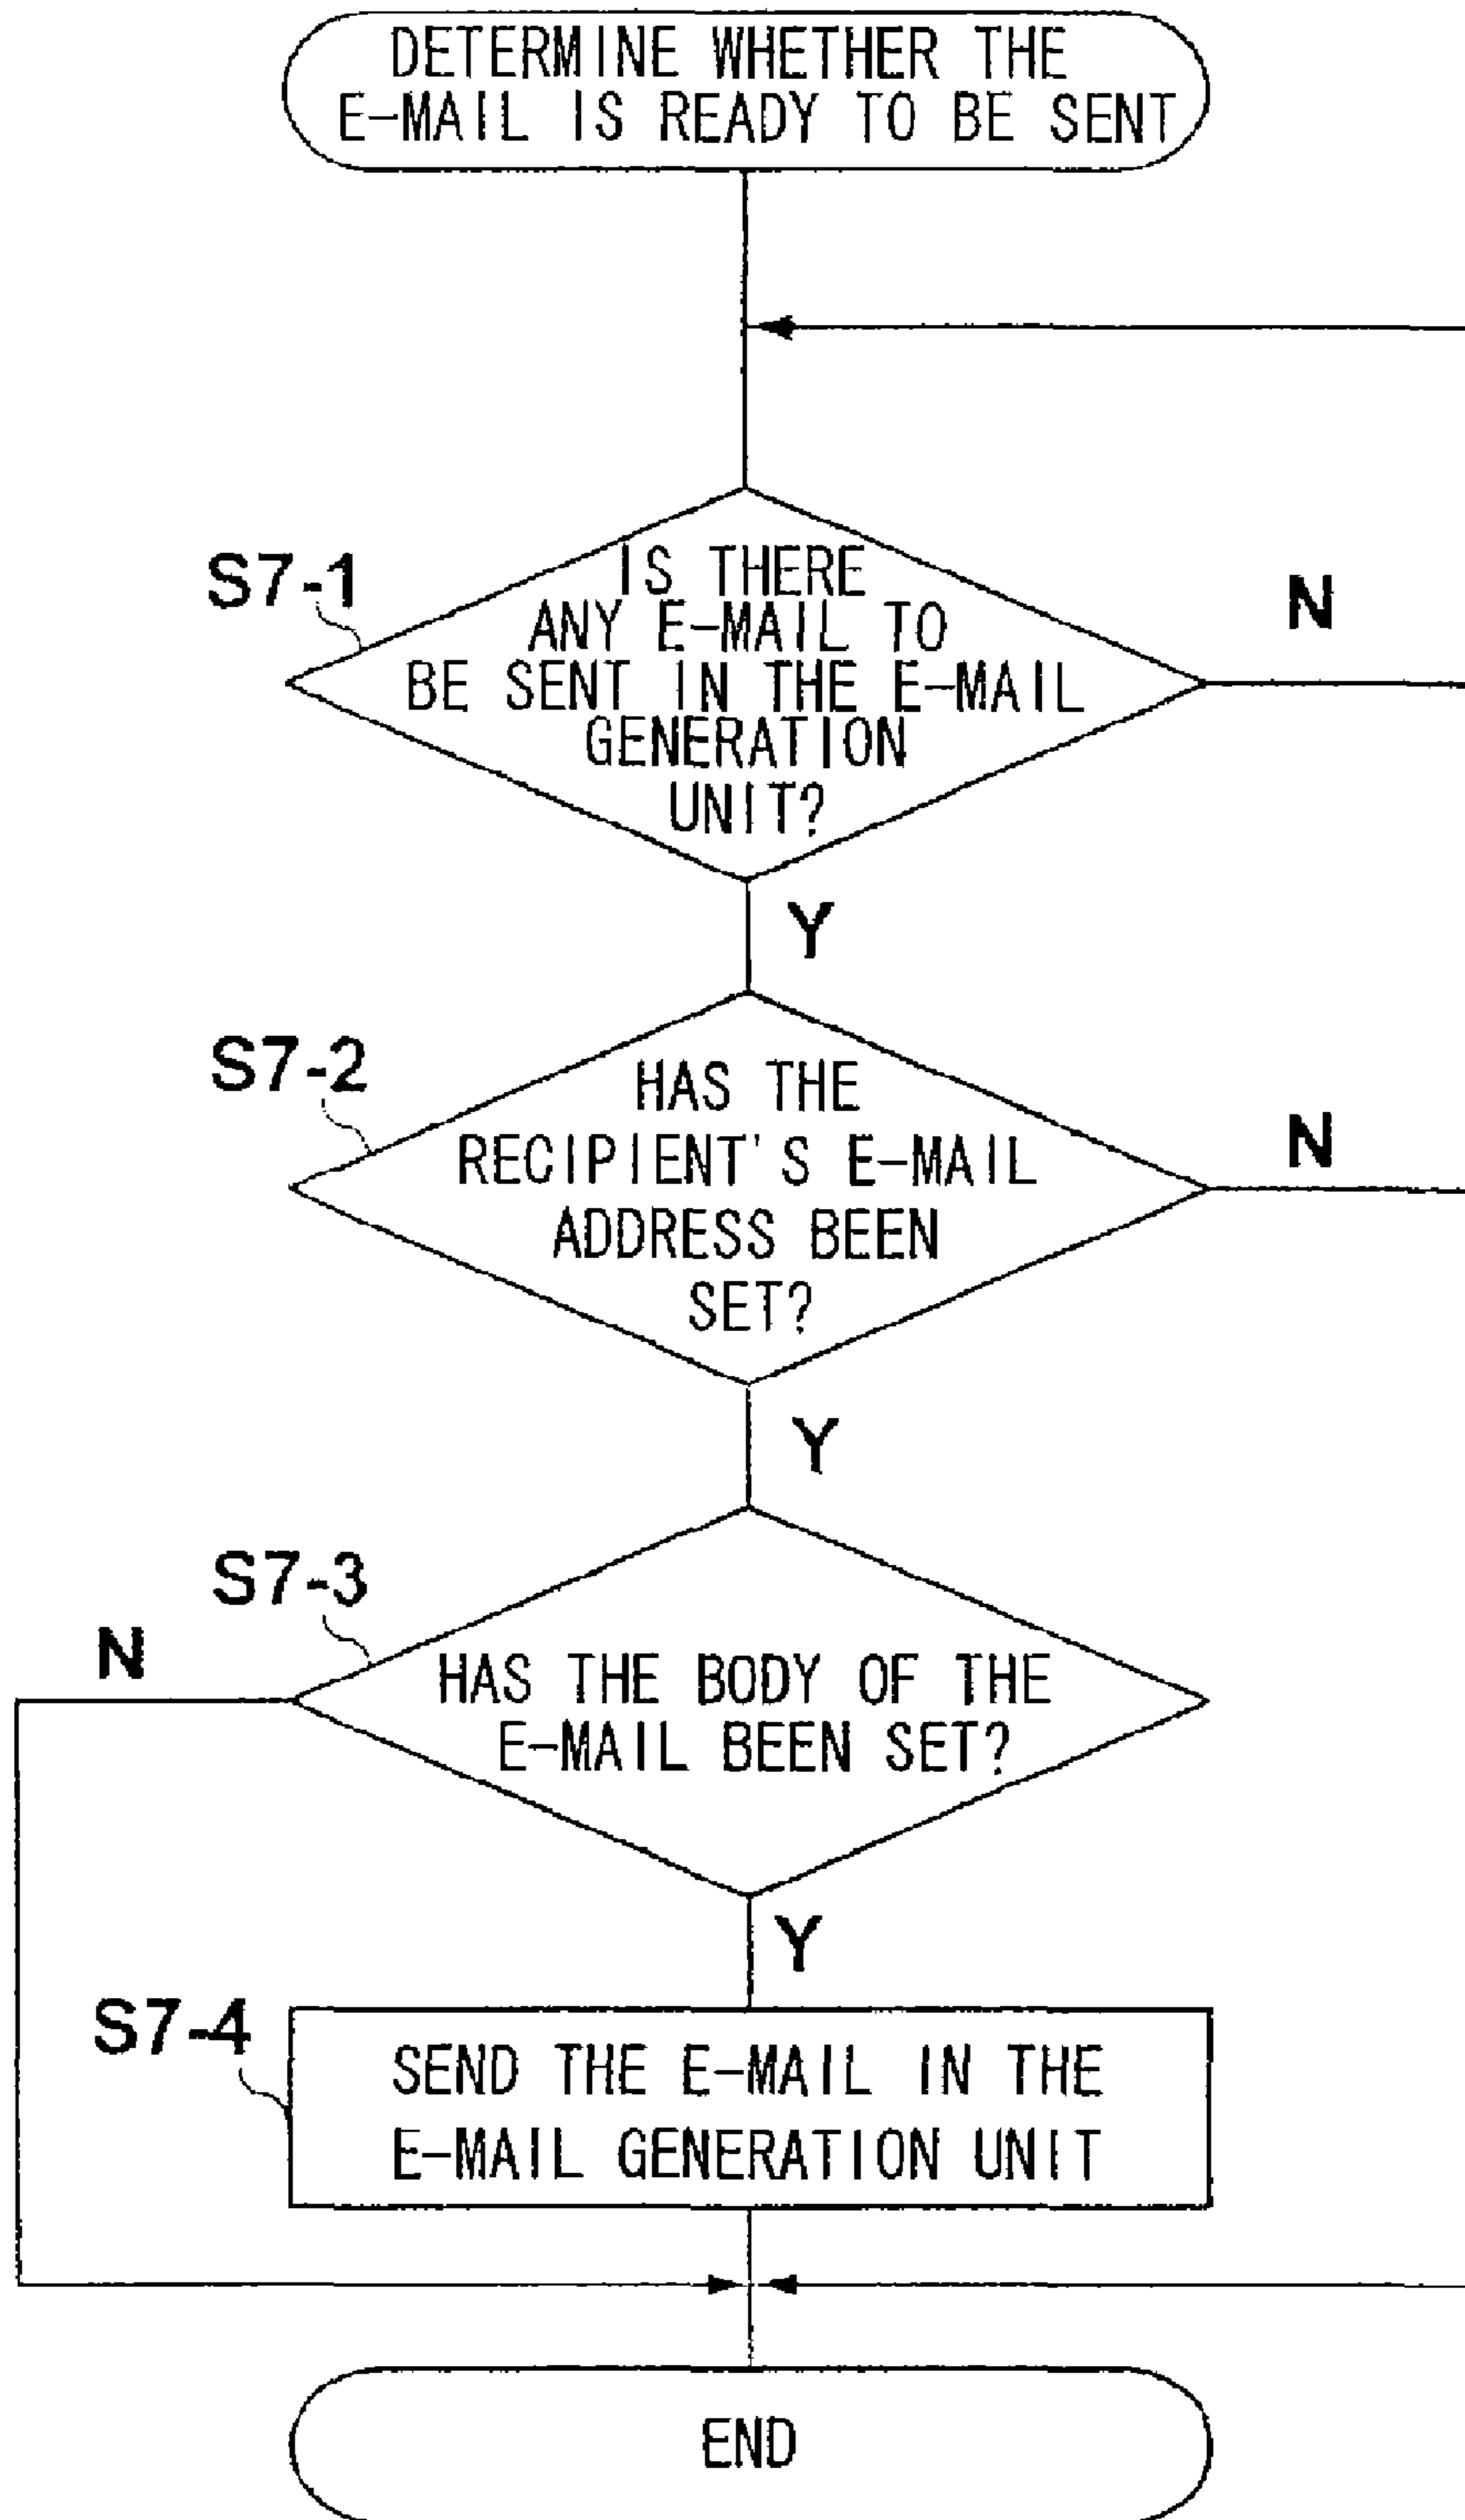 DETERMINE WHETHER THE
E-MAIL IS READY TO BE SENT
S7-1
IS THERE
ANY E-MAIL TO
BE SENT IN THE E-MAIL
GENERATION
UNIT?
N
Y
S7-2
HAS THE
RECIPIENT'S E-MAIL
ADDRESS BEEN
SET?
N
Y
S7-3
N
HAS THE BODY OF THE
E-MAIL BEEN SET?
Y
S7-4
SEND THE E-MAIL IN THE
E-MAIL GENERATION UNIT
END